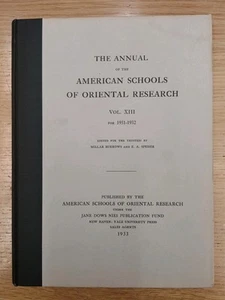 THE ANNUAL
OF THE
AMERICAN SCHOOLS
OF ORIENTAL RESEARCH
VOL. XIII
FOR 1931-1932
EDITED FOR THE TRUSTEES BY
MILLAR BURROWS AND E. A. SPEISER
PUBLISHED BY THE
AMERICAN SCHOOLS OF ORIENTAL RESEARCH
UNDER THE
JANE DOWS NIES PUBLICATION FUND
NEW HAVEN: YALE UNIVERSITY PRESS
SALES AGENTS
1933